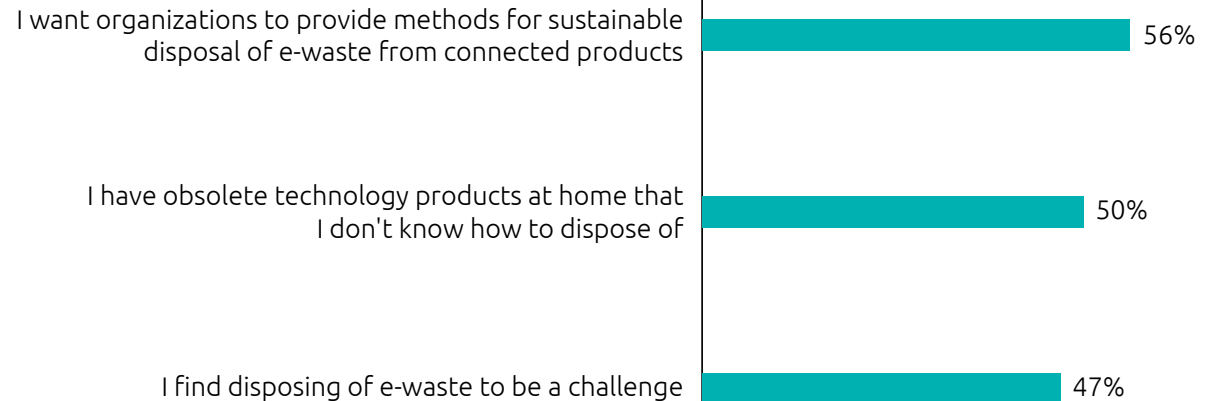 I want organizations to provide methods for sustainable
disposal of e-waste from connected products
56%
I have obsolete technology products at home that
I don't know how to dispose of
50%
I find disposing of e-waste to be a challenge
47%